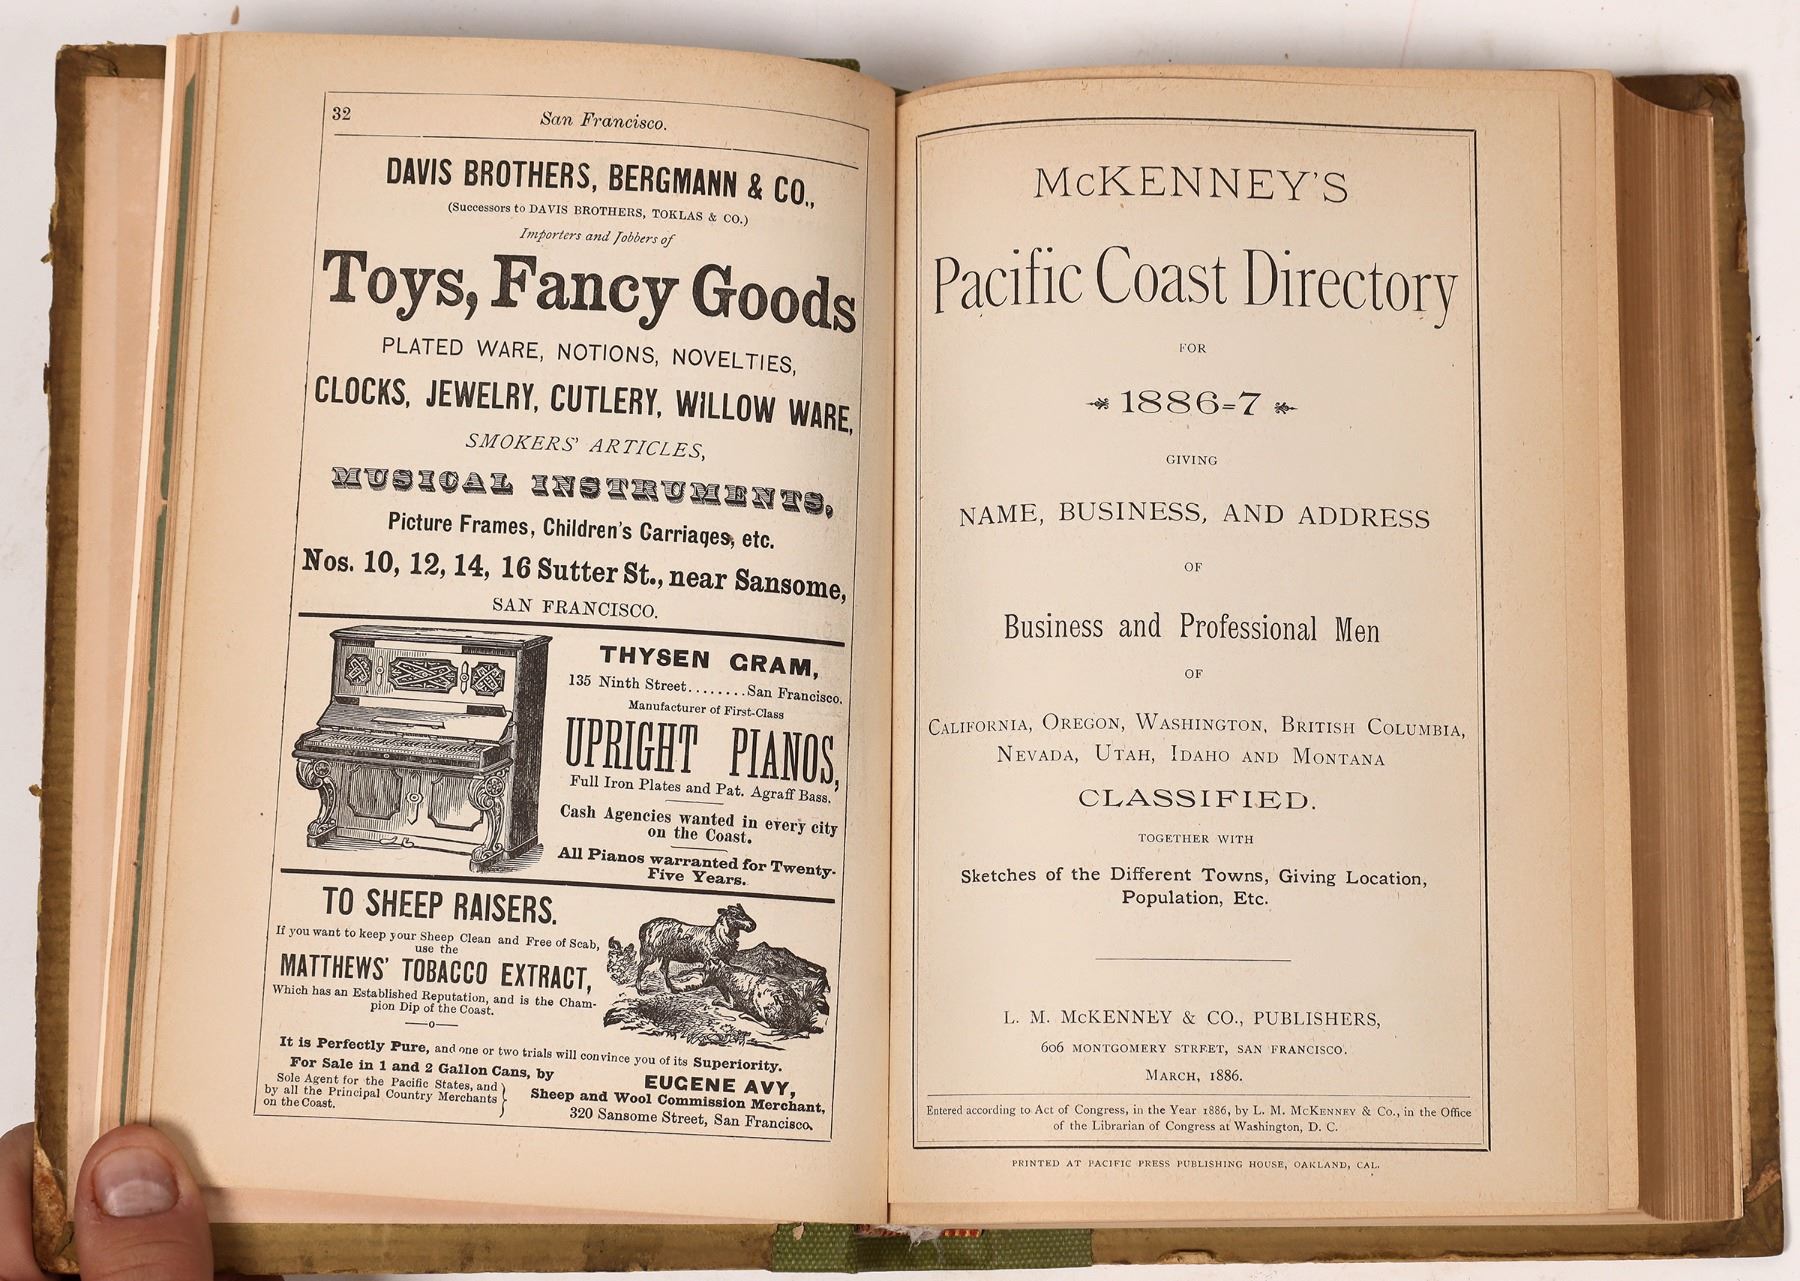 32
San Francisco.
DAVIS BROTHERS, BERGMANN & CO.,
(Successors to DAVIS BROTHERS, TOKLAS & CO.)
Importers and Jobbers of
Toys, Fancy Goods
PLATED WARE, NOTIONS, NOVELTIES,
CLOCKS, JEWELRY, CUTLERY, WILLOW WARE,
SMOKERS' ARTICLES,
MUSICAL INSTRUMENTS,
Picture Frames, Children's Carriages, etc.
Nos. 10, 12, 14, 16 Sutter St., near Sansome,
SAN FRANCISCO.
THYSEN GRAM,
135 Ninth Street........San Francisco.
Manufacturer of First-Class
UPRIGHT PIANOS,
Full Iron Plates and Pat. Agraff Bass.
Cash Agencies wanted in every city
on the Coast.
All Pianos warranted for Twenty-
Five Years.
TO SHEEP RAISERS.
If you want to keep your Sheep Clean and Free of Scab,
use the
MATTHEWS' TOBACCO EXTRACT,
Which has an Established Reputation, and is the Cham-
pion Dip of the Coast.
It is Perfectly Pure, and one or two trials will convince you of its Superiority.
For Sale in 1 and 2 Gallon Cans, by
Sole Agent for the Pacific States, and
by all the Principal Country Merchants
on the Coast.
EUGENE AVY,
Sheep and Wool Commission Merchant,
320 Sansome Street, San Francisco.
McKENNEY'S
Pacific Coast Directory
FOR
1886=7
GIVING
NAME, BUSINESS, AND ADDRESS
OF
Business and Professional Men
OF
CALIFORNIA, OREGON, WASHINGTON, BRITISH COLUMBIA,
NEVADA, UTAH, IDAHO AND MONTANA
CLASSIFIED.
TOGETHER WITH
Sketches of the Different Towns, Giving Location,
Population, Etc.
L. M. McKENNEY & CO., PUBLISHERS,
606 MONTGOMERY STREET, SAN FRANCISCO.
MARCH, 1886.
Entered according to Act of Congress, in the Year 1886, by L. M. McKENNEY & Co., in the Office
of the Librarian of Congress at Washington, D. C.
PRINTED AT PACIFIC PRESS PUBLISHING HOUSE, OAKLAND, CAL.